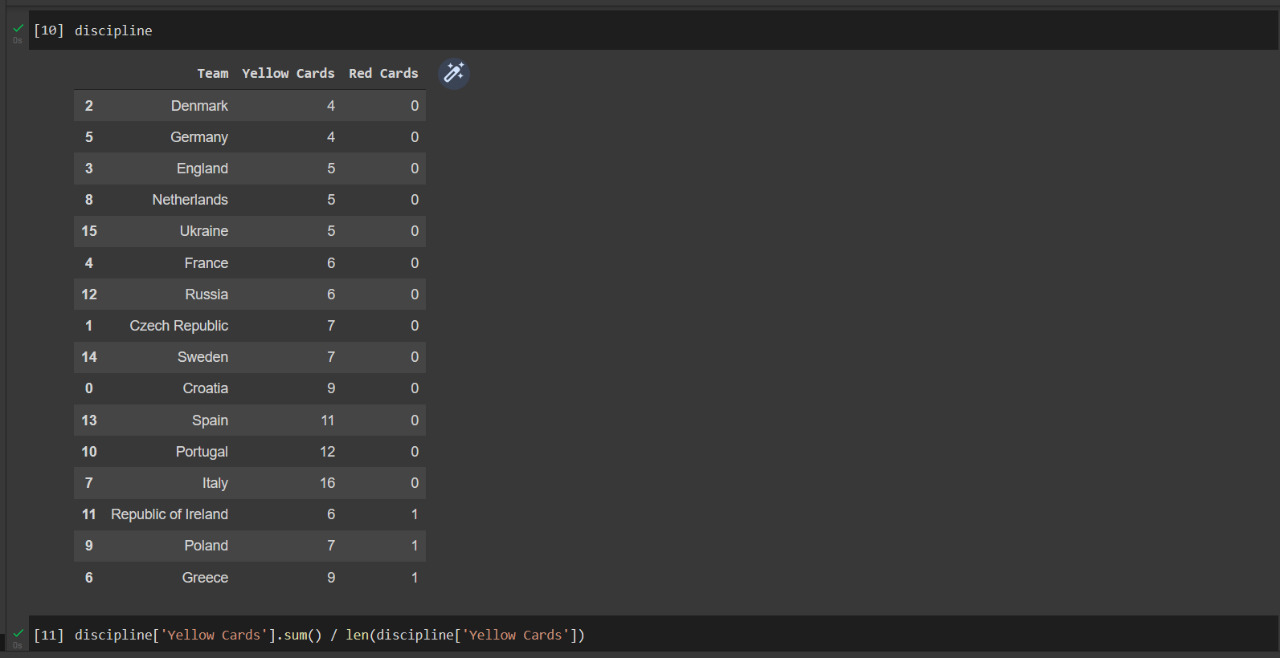 [10] discipline
0s
Team Yellow Cards Red Cards
2 Denmark 4 0
5 Germany 4 0
3 England 5 0
8 Netherlands 5 0
15 Ukraine 5 0
4 France 6 0
12 Russia 6 0
1 Czech Republic 7 0
14 Sweden 7 0
0 Croatia 9 0
13 Spain 11 0
10 Portugal 12 0
7 Italy 16 0
11 Republic of Ireland 6 1
9 Poland 7 1
6 Greece 9 1
[11] discipline['Yellow Cards'].sum() / len(discipline['Yellow Cards'])
0s